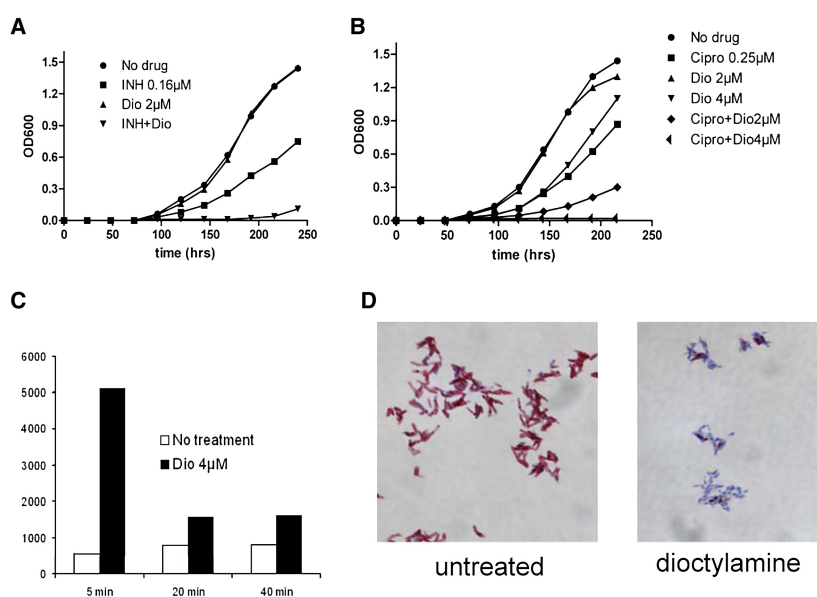 A
1.5
1.2
0.9
0.6
0.3
0.0
OD600
No drug
INH 0.16µM
Dio 2µM
INH+Dio
0 50 100 150 200 250
time (hrs)
B
1.5
1.2
0.9
0.6
0.3
0.0
OD600
0 50 100 150 200 250
time (hrs)
No drug
Cipro 0.25µM
Dio 2µM
Dio 4µM
Cipro+Dio2µM
Cipro+Dio4µM
C
6000
5000
4000
3000
2000
1000
0
No treatment
Dio 4µM
5 min 20 min 40 min
D
untreated
dioctylamine